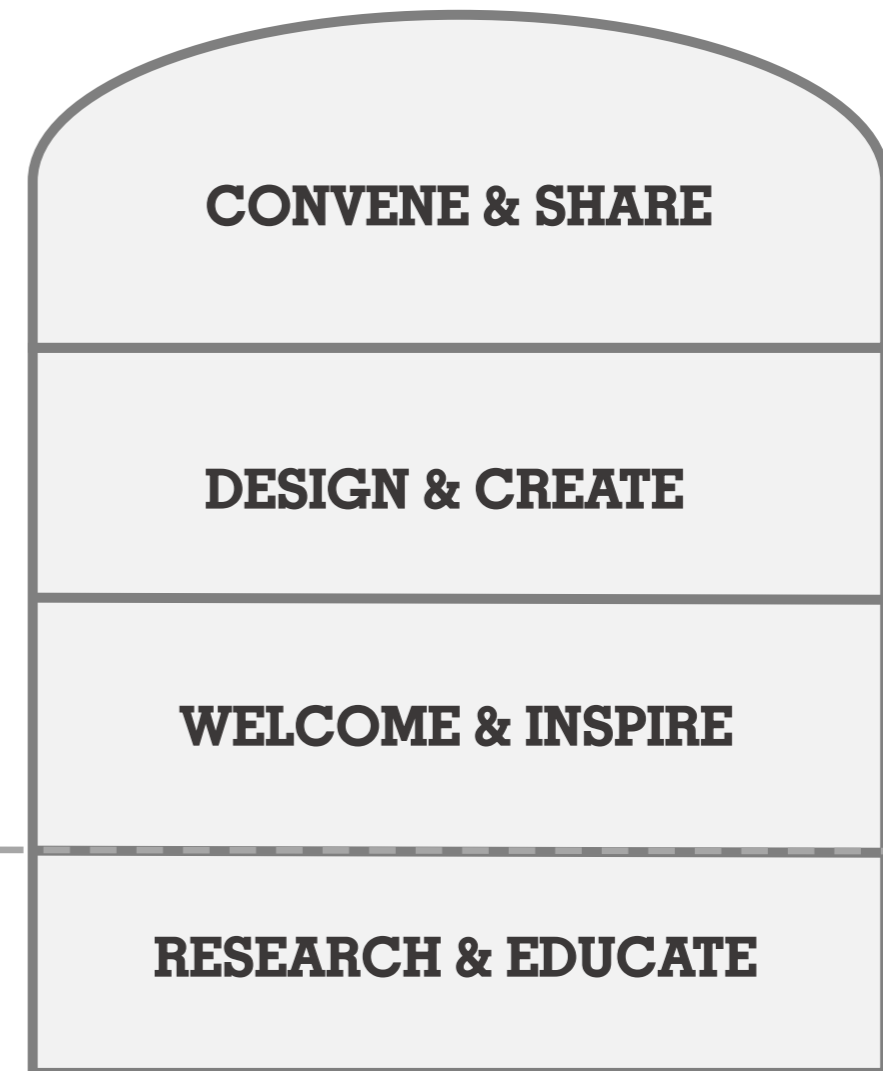 CONVENE & SHARE
DESIGN & CREATE
WELCOME & INSPIRE
RESEARCH & EDUCATE